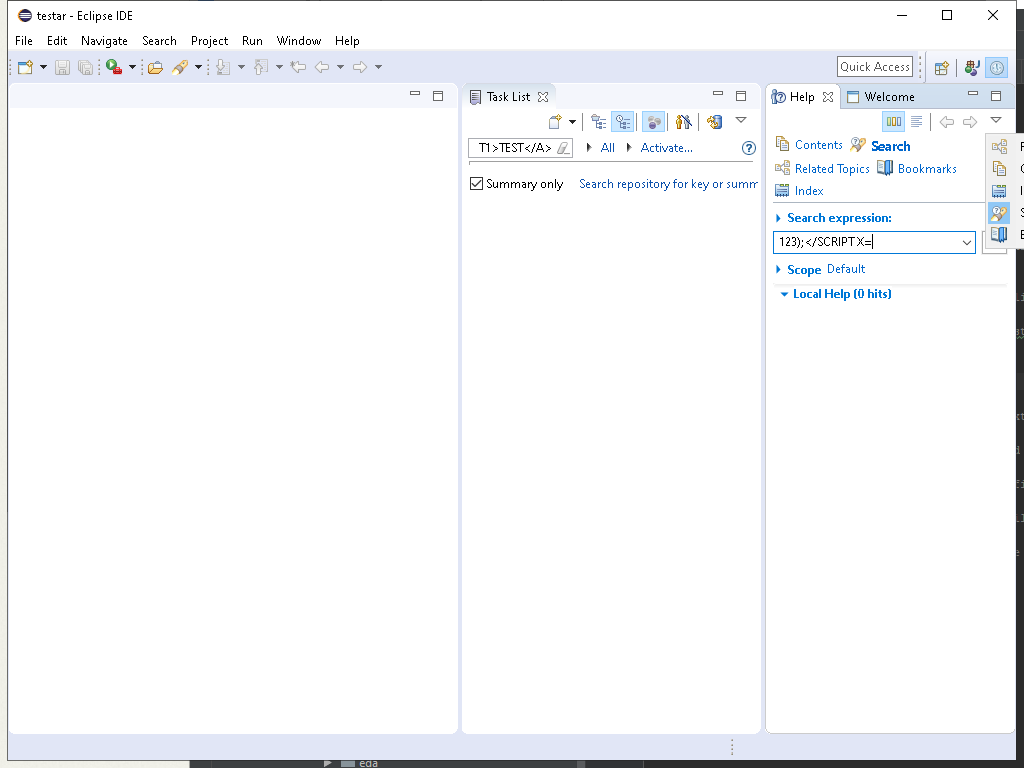 testar - Eclipse IDE
File Edit Navigate Search Project Run Window Help
Quick Access
Task List
Help
Welcome
T1>TEST</A>
All
Activate...
Summary only
Search repository for key or summ
Contents
Search
Related Topics
Bookmarks
Index
Search expression:
123);</SCRIPT X=
Scope Default
Local Help (0 hits)
eda